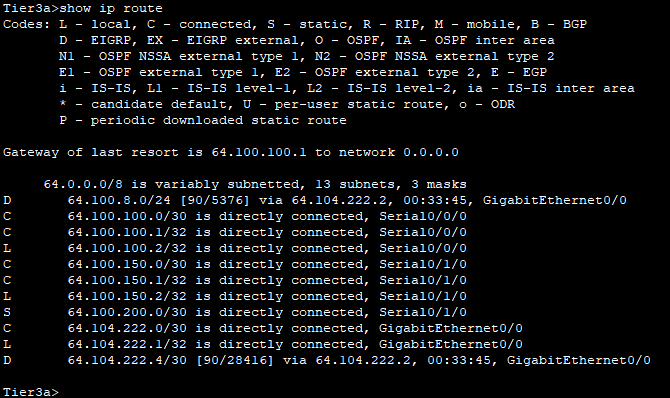 Tier3a>show ip route
Codes: L - local, C - connected, S - static, R - RIP, M - mobile, B - BGP
D - EIGRP, EX - EIGRP external, O - OSPF, IA - OSPF inter area
N1 - OSPF NSSA external type 1, N2 - OSPF NSSA external type 2
E1 - OSPF external type 1, E2 - OSPF external type 2, E - EGP
i - IS-IS, L1 - IS-IS level-1, L2 - IS-IS level-2, ia - IS-IS inter area
* - candidate default, U - per-user static route, o - ODR
P - periodic downloaded static route
Gateway of last resort is 64.100.100.1 to network 0.0.0.0
64.0.0.0/8 is variably subnetted, 13 subnets, 3 masks
D 64.100.8.0/24 [90/5376] via 64.104.222.2, 00:33:45, GigabitEthernet0/0
C 64.100.100.0/30 is directly connected, Serial0/0/0
C 64.100.100.1/32 is directly connected, Serial0/0/0
L 64.100.100.2/32 is directly connected, Serial0/0/0
C 64.100.150.0/30 is directly connected, Serial0/1/0
C 64.100.150.1/32 is directly connected, Serial0/1/0
L 64.100.150.2/32 is directly connected, Serial0/1/0
S 64.100.200.0/30 is directly connected, Serial0/1/0
C 64.104.222.0/30 is directly connected, GigabitEthernet0/0
L 64.104.222.1/32 is directly connected, GigabitEthernet0/0
D 64.104.222.4/30 [90/28416] via 64.104.222.2, 00:33:45, GigabitEthernet0/0
Tier3a>